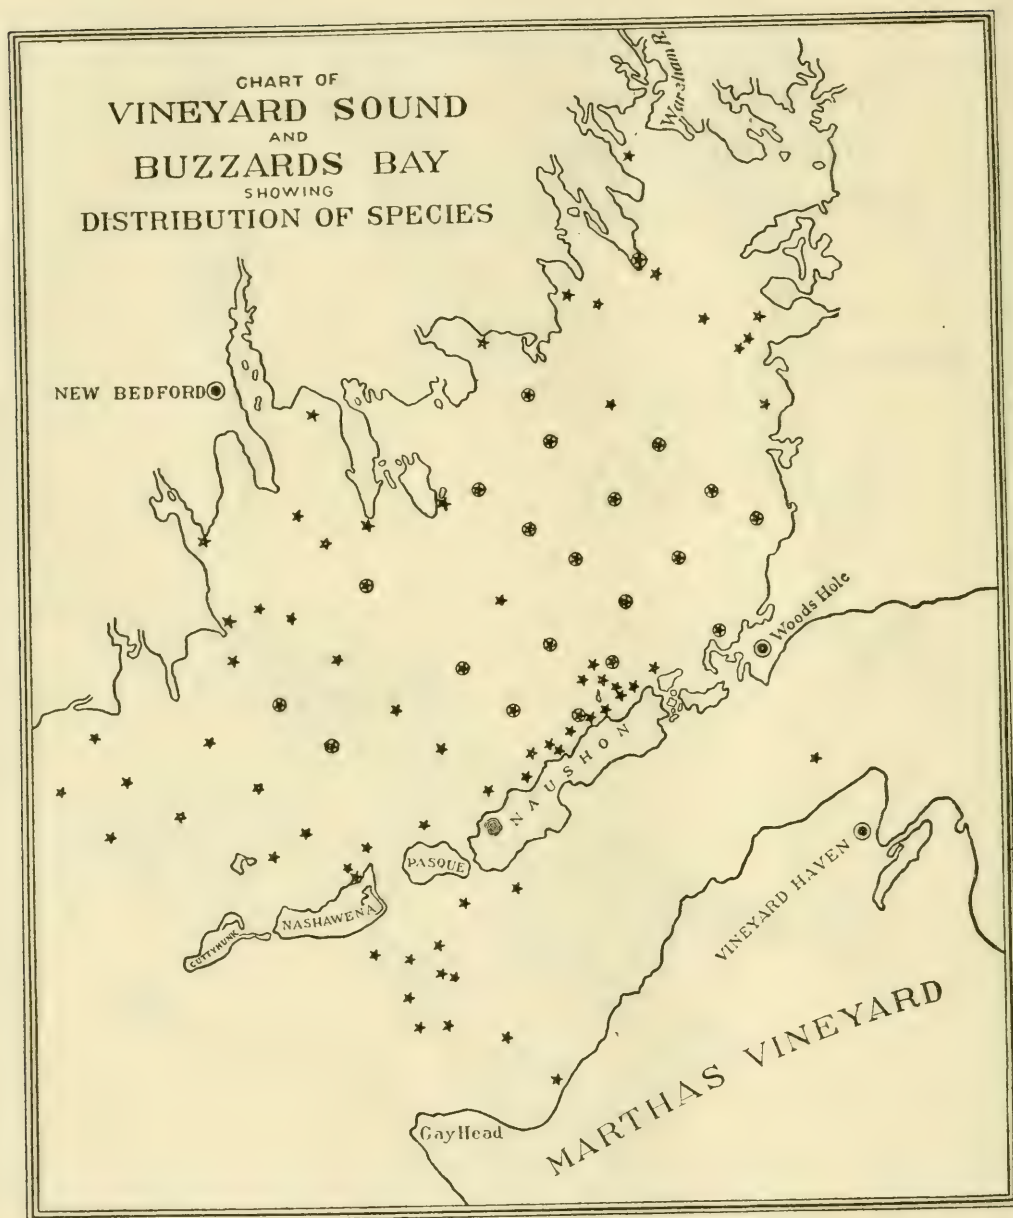 CHART OF
VINEYARD SOUND
AND
BUZZARDS BAY
SHOWING
DISTRIBUTION OF SPECIES
Warsham R.
NEW BEDFORD
Woods Hole
NAUSHON
PASQUE
NASHAWENA
CUTTYHUNK
VINEYARD HAVEN
MARTHAS VINEYARD
Gay Head